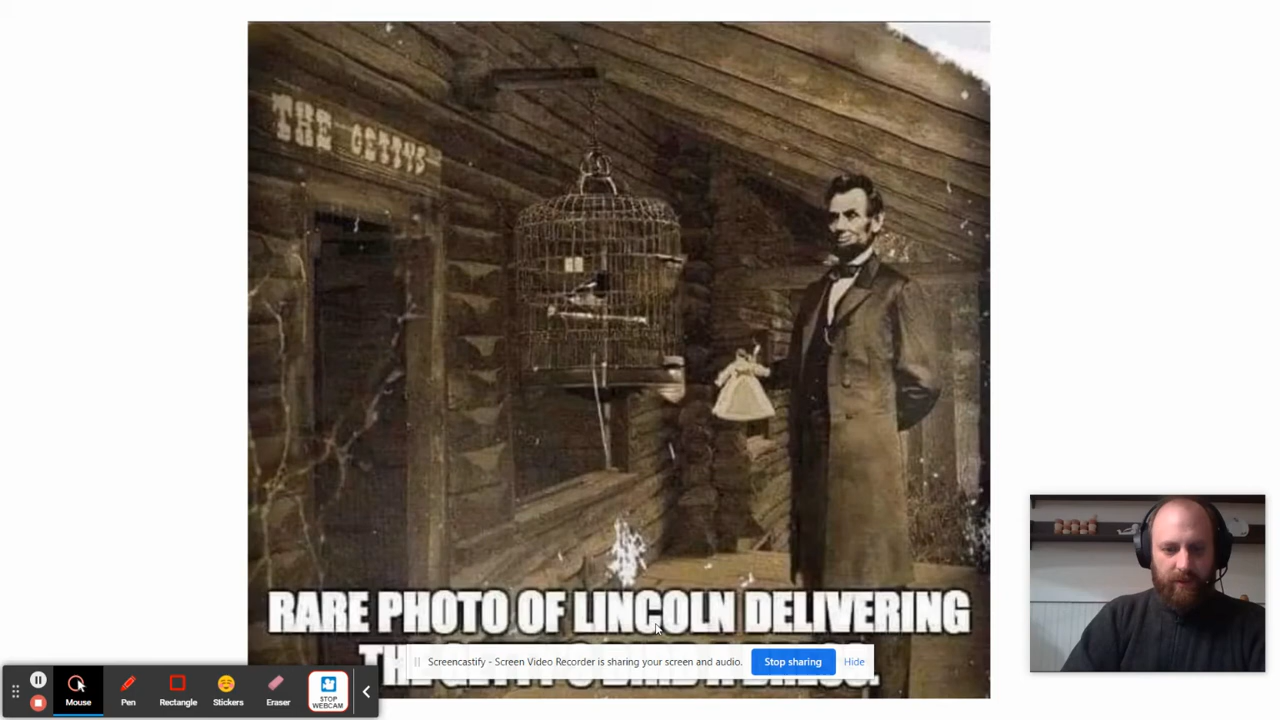 THE GETTYS
RARE PHOTO OF LINCOLN DELIVERING
Screencastify - Screen Video Recorder is sharing your screen and audio.
Stop sharing
Hide
Mouse
Pen
Rectangle
Stickers
Eraser
STOP
WEBCAM